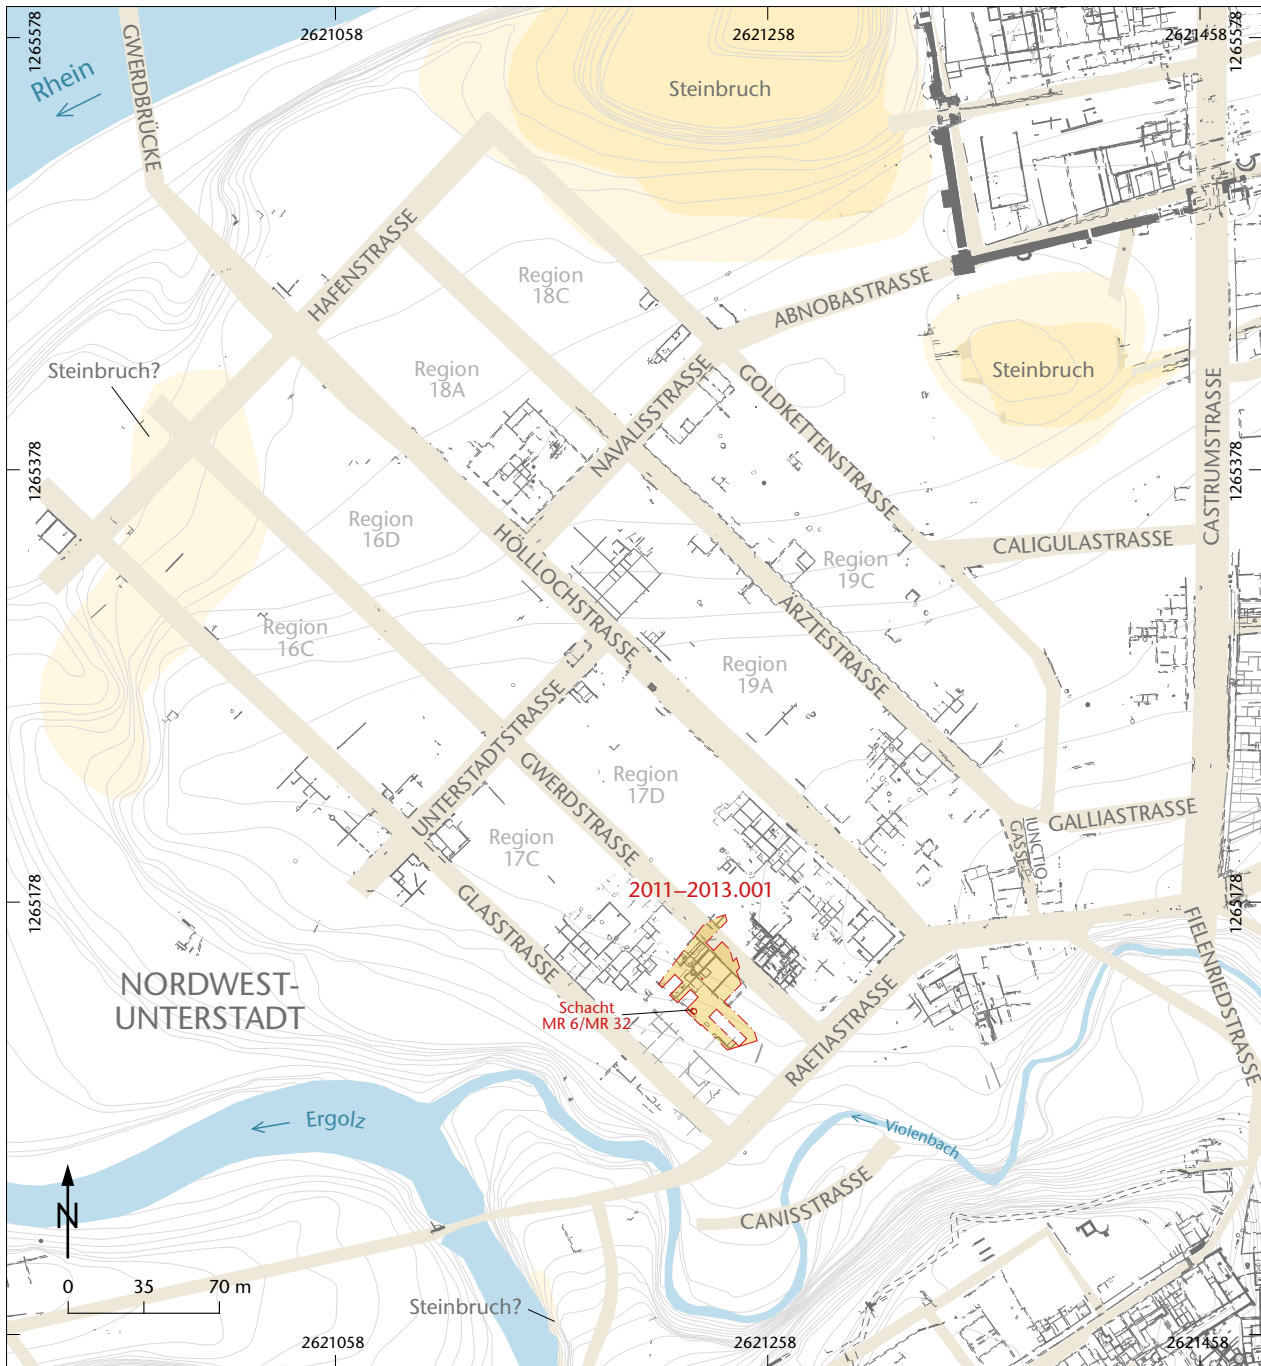 2621058
2621258
2621458
1265578
1265578
Rhein
GWERDBRÜCKE
Steinbruch
HAFENSTRASSE
Region
18C
ABNOBASTRASSE
Steinbruch?
Region
18A
Steinbruch
NAVALISSTRASSE
GOLDKETTENSTRASSE
CASTRUMSTRASSE
1265378
1265378
Region
16D
HÖLLLOCHSTRASSE
CALIGULASTRASSE
Region
19C
Region
16C
ÄRZTESTRASSE
Region
19A
UNTERSTADTSTRASSE
GWERDSTRASSE
Region
17D
GALLIASTRASSE
JUNCTIO-
GASSE
Region
17C
2011–2013.001
1265178
1265178
GLASSTRASSE
FIELENRIEDSTRASSE
NORDWEST-
UNTERSTADT
Schacht
MR 6/MR 32
RAETIASTRASSE
Ergolz
Violenbach
CANISSTRASSE
N
0 35 70 m
Steinbruch?
2621058
2621258
2621458